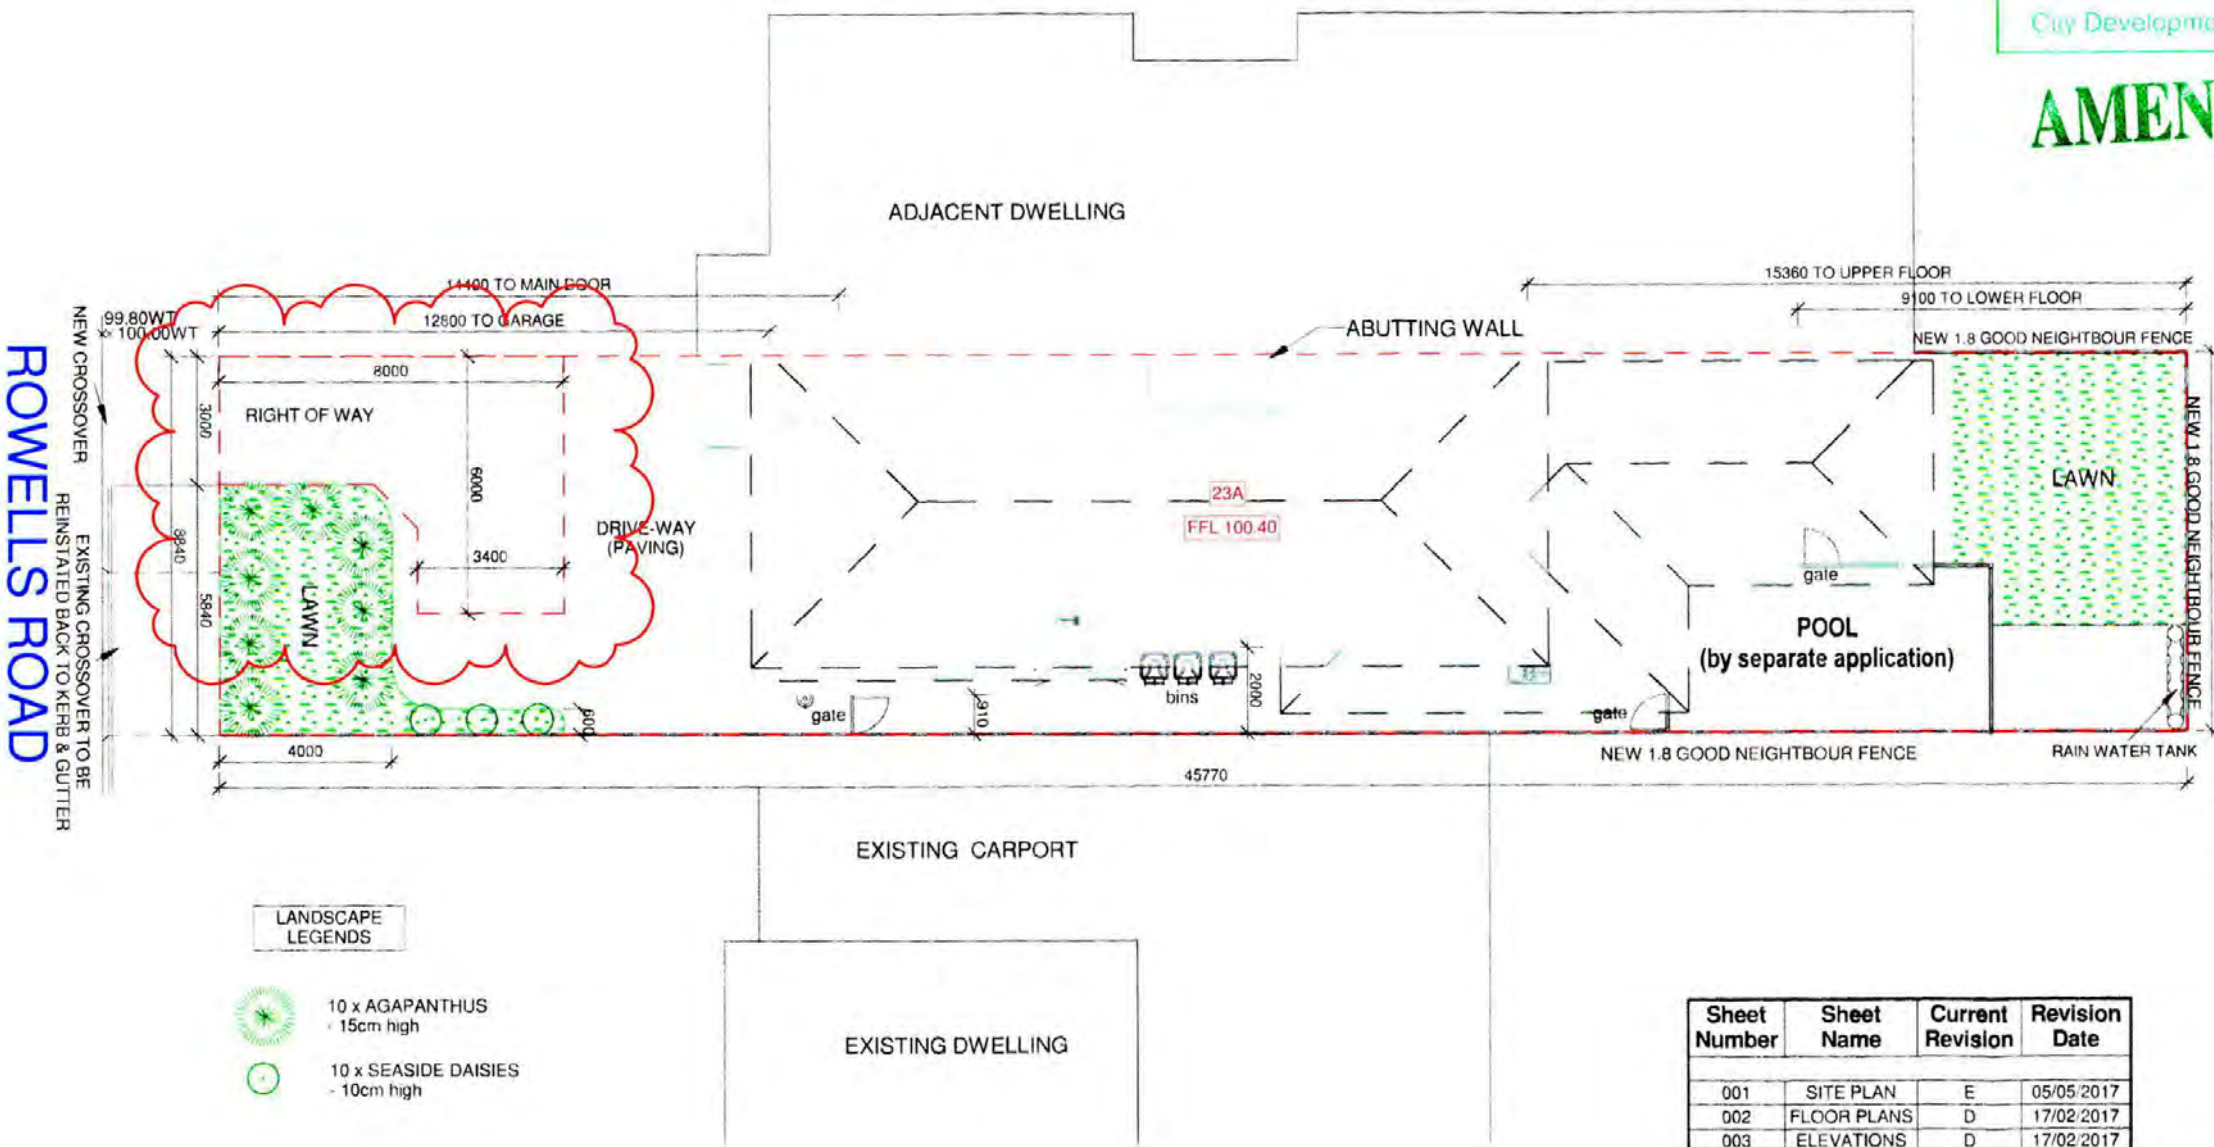 City Developm
AMEN
ADJACENT DWELLING
14400 TO MAIN DOOR
12800 TO GARAGE
15360 TO UPPER FLOOR
9100 TO LOWER FLOOR
99.80WT
100.00WT
ABUTTING WALL
NEW 1.8 GOOD NEIGHTBOUR FENCE
NEW CROSSOVER
ROWELLS ROAD
EXISTING CROSSOVER TO BE
REINSTATED BACK TO KERB & GUTTER
8000
RIGHT OF WAY
3000
6000
8840
5840
3400
LAWN
DRIVE-WAY
(PAVING)
23A
FFL 100.40
LAWN
NEW 1.8 GOOD NEIGHTBOUR FENCE
gate
POOL
(by separate application)
bins
2000
gate
910
gate
600
4000
NEW 1.8 GOOD NEIGHTBOUR FENCE
RAIN WATER TANK
45770
EXISTING CARPORT
EXISTING DWELLING
LANDSCAPE
LEGENDS
10 x AGAPANTHUS
- 15cm high
10 x SEASIDE DAISIES
- 10cm high
Sheet Number Sheet Name Current Revision Revision Date
001 SITE PLAN E 05/05/2017
002 FLOOR PLANS D 17/02/2017
003 ELEVATIONS D 17/02/2017